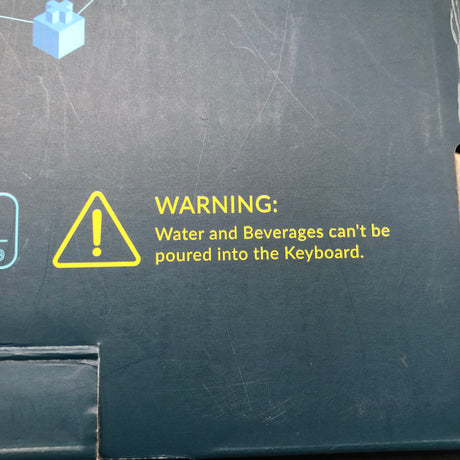 WARNING:
Water and Beverages can't be
poured into the Keyboard.